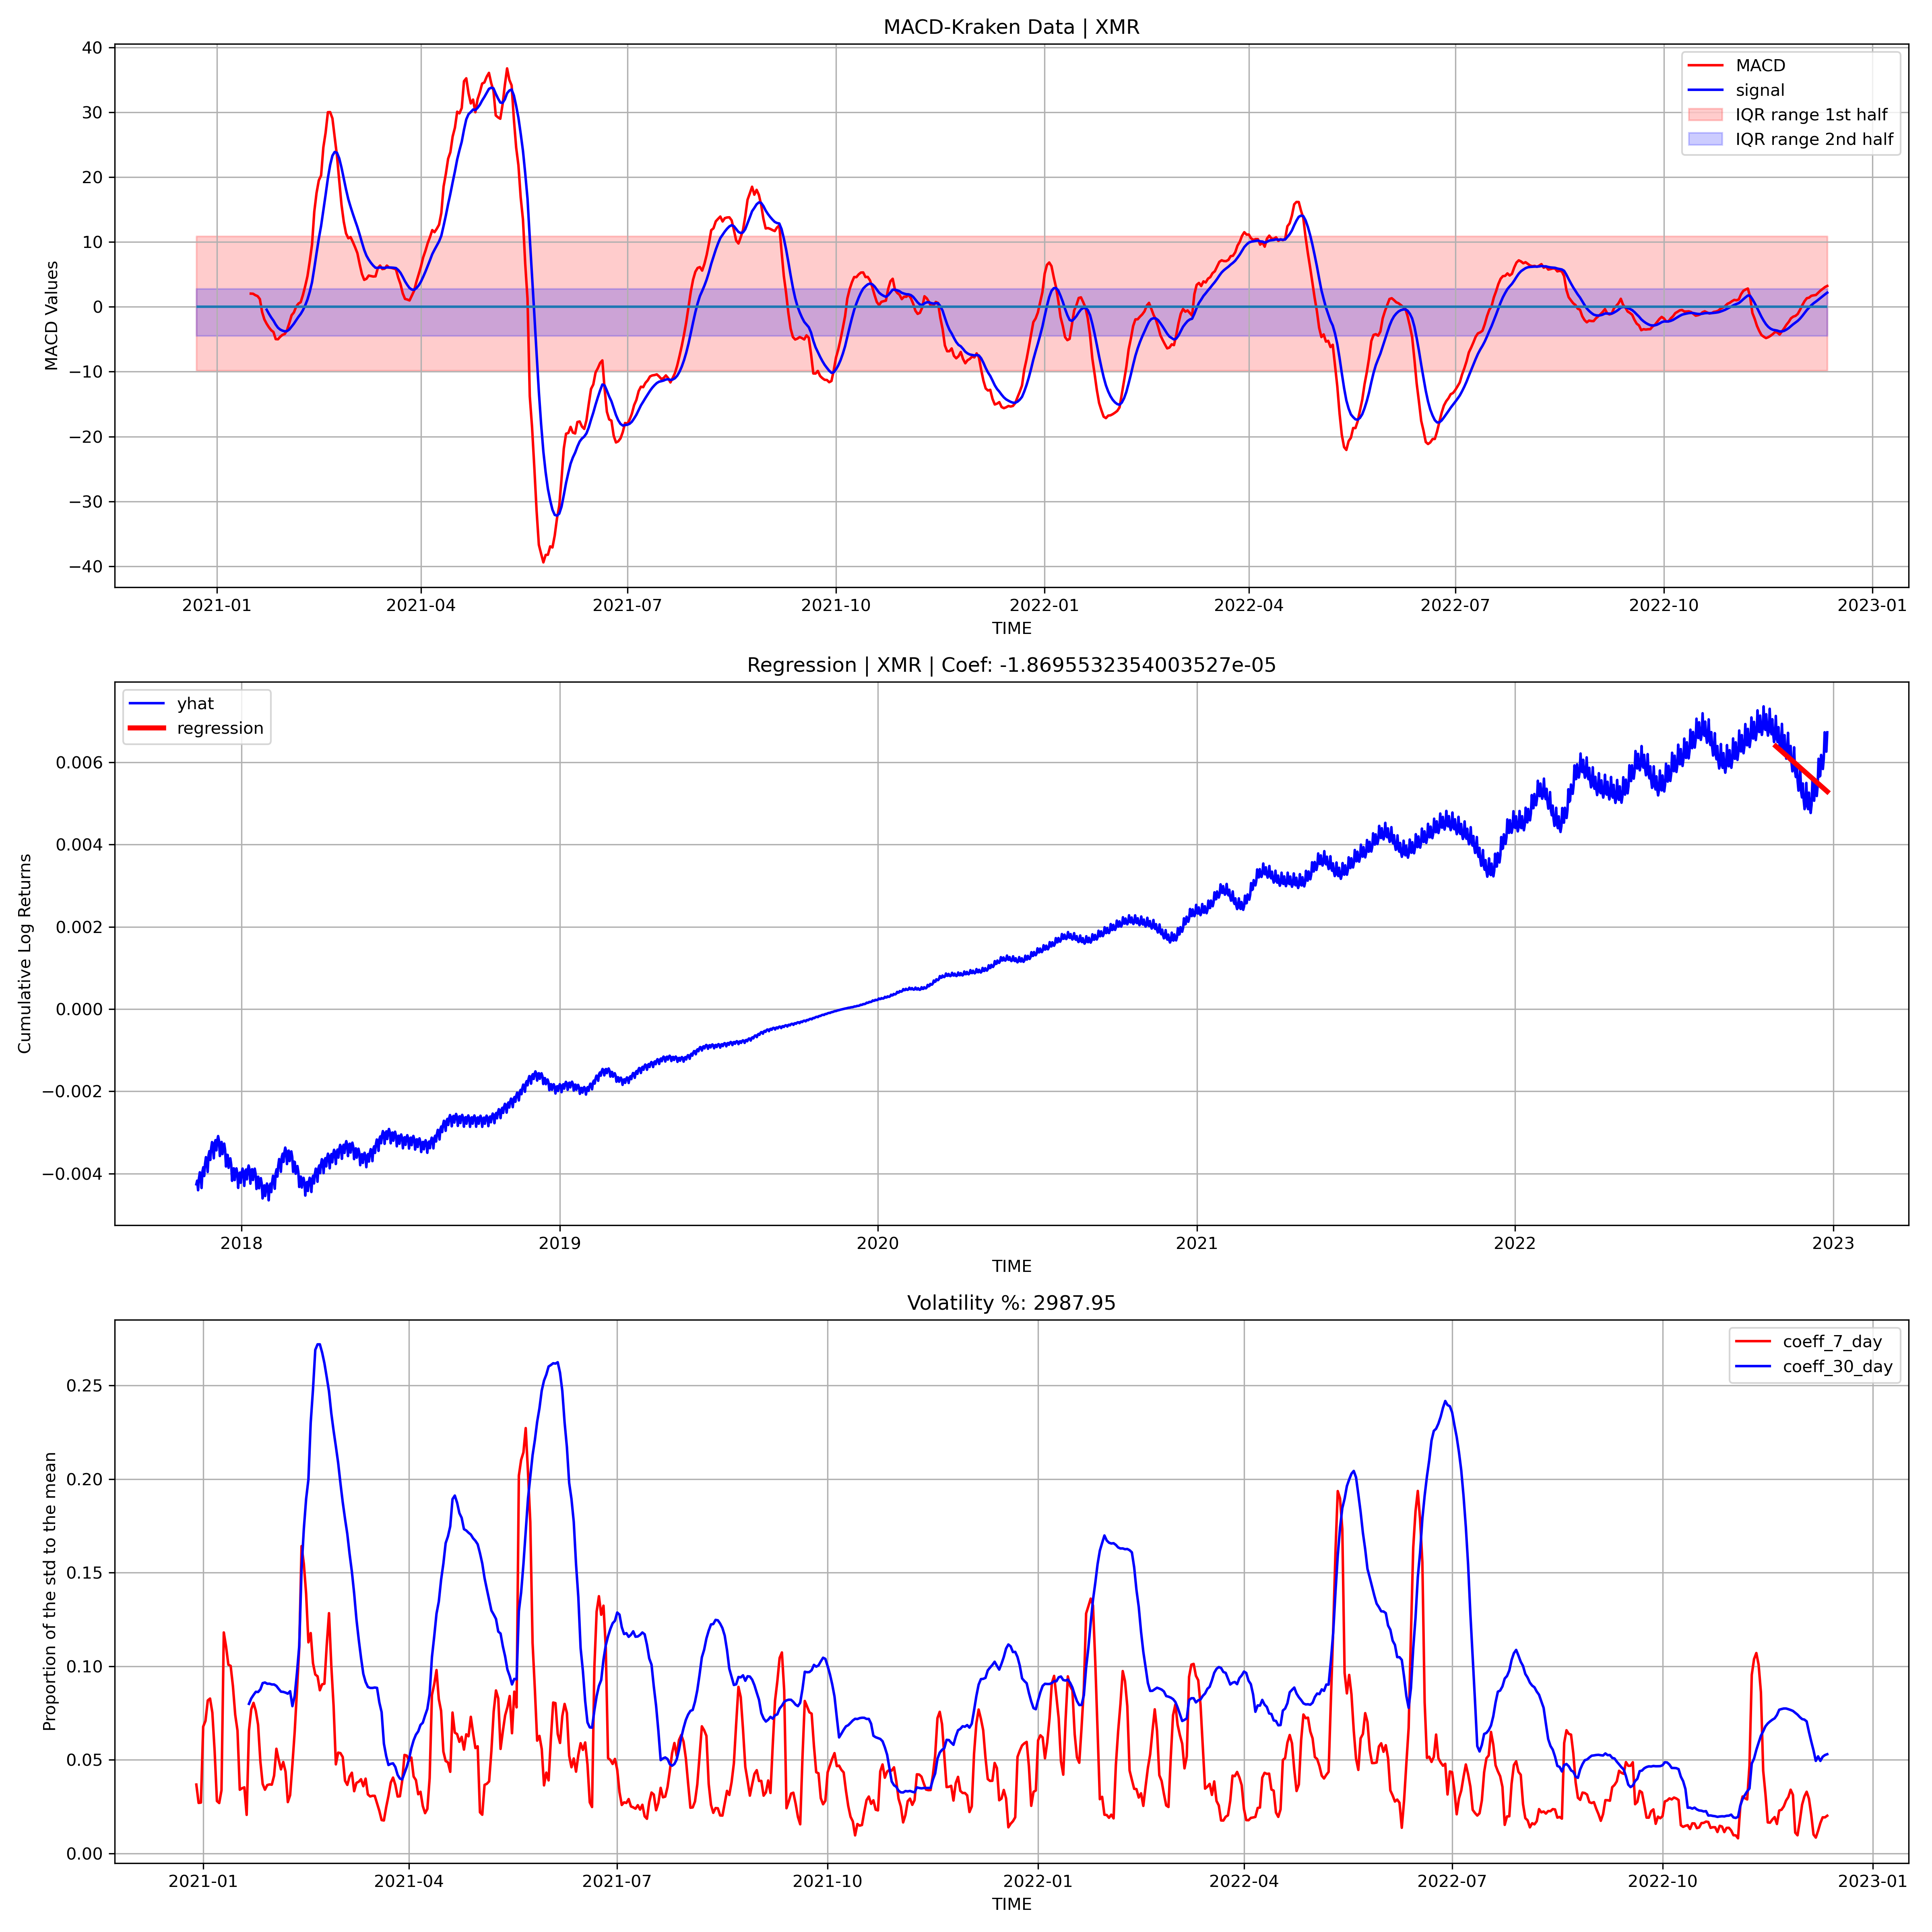 MACD-Kraken Data | XMR
MACD
signal
IQR range 1st half
IQR range 2nd half
MACD Values
40
30
20
10
0
−10
−20
−30
−40
2021-01 2021-04 2021-07 2021-10 2022-01 2022-04 2022-07 2022-10 2023-01
TIME
Regression | XMR | Coef: -1.8695532354003527e-05
yhat
regression
Cumulative Log Returns
0.006
0.004
0.002
0.000
−0.002
−0.004
2018 2019 2020 2021 2022 2023
TIME
Volatility %: 2987.95
coeff_7_day
coeff_30_day
Proportion of the std to the mean
0.25
0.20
0.15
0.10
0.05
0.00
2021-01 2021-04 2021-07 2021-10 2022-01 2022-04 2022-07 2022-10 2023-01
TIME